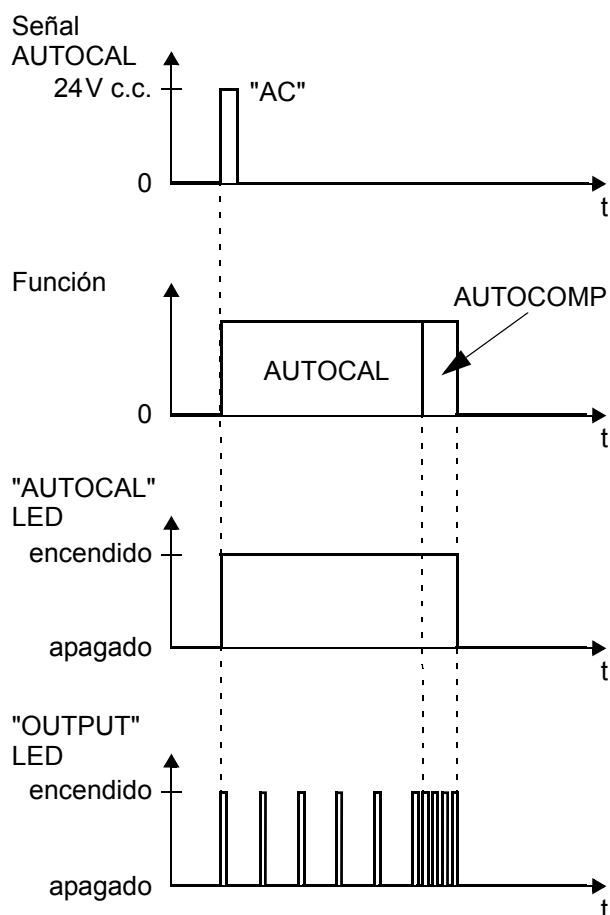 Señal
AUTOCAL
24V c.c.
"AC"
0
t
Función
AUTOCOMP
AUTOCAL
0
t
"AUTOCAL"
LED
encendido
apagado
t
"OUTPUT"
LED
encendido
apagado
t